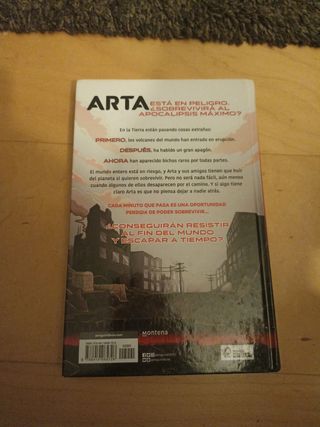 ARTA ESTÁ EN PELIGRO.
¿SOBREVIVIRÁ AL
APOCALIPSIS MÁXIMO?
En la Tierra están pasando cosas extrañas:
PRIMERO, los volcanes del mundo han entrado en erupción.
DESPUÉS, ha habido un gran apagón.
AHORA han aparecido bichos raros por todas partes.
El mundo entero está en riesgo, y Arta y sus amigos tienen que huir
del planeta si quieren sobrevivir. Pero no será nada fácil, aún menos
cuando algunos de ellos desaparecen por el camino. Y si algo tiene
claro Arta es que no piensa dejar a nadie atrás.
CADA MINUTO QUE PASA ES UNA OPORTUNIDAD
PERDIDA DE PODER SOBREVIVIR...
¿CONSEGUIRÁN RESISTIR
AL FIN DEL MUNDO
Y ESCAPAR A TIEMPO?
montena